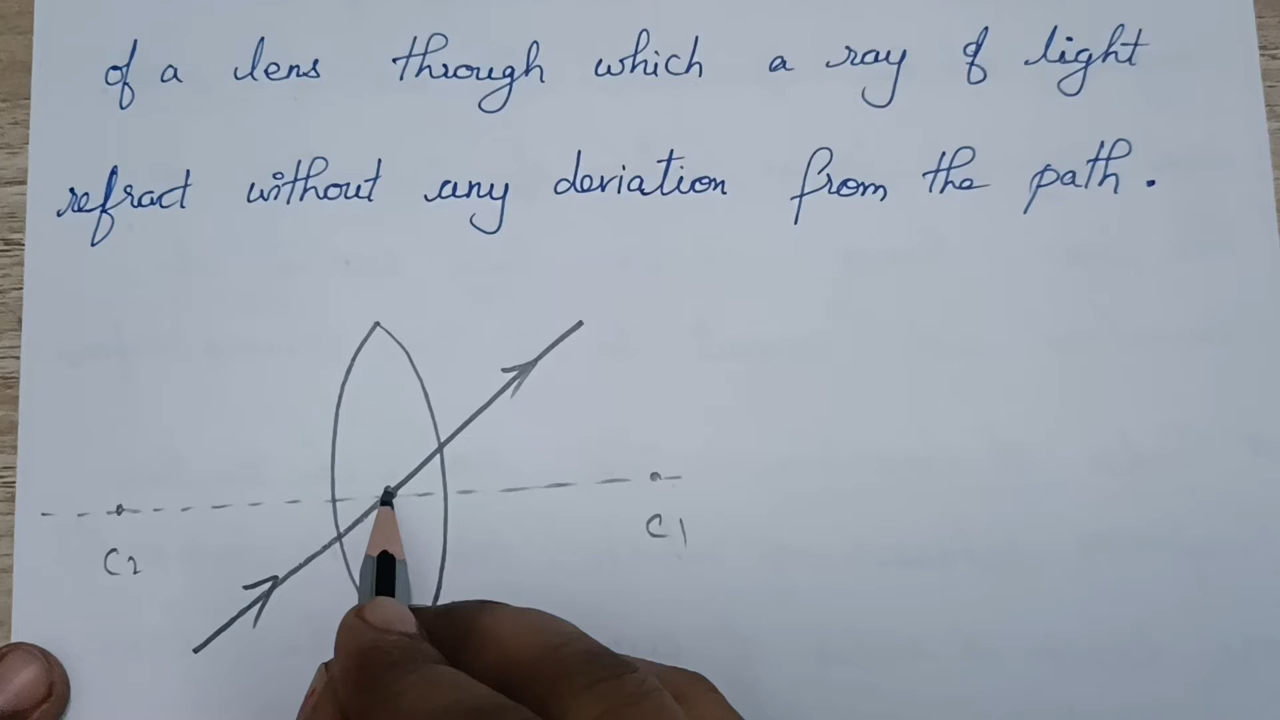 of a lens through which a ray of light
refract without any deviation from the path.
C2
C1